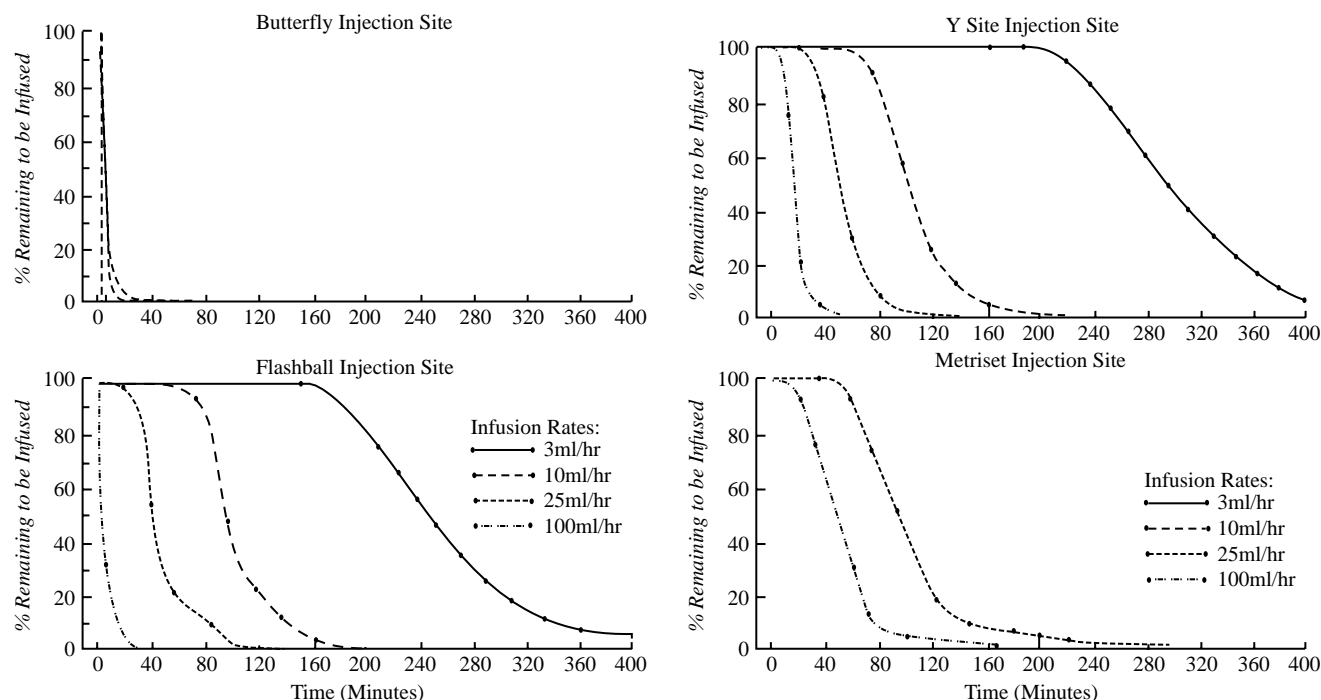 Butterfly Injection Site
% Remaining to be Infused
100
80
60
40
20
0
0 40 80 120 160 200 240 280 320 360 400
Y Site Injection Site
% Remaining to be Infused
100
80
60
40
20
0
0 40 80 120 160 200 240 280 320 360 400
Flashball Injection Site
% Remaining to be Infused
100
80
60
40
20
0
Infusion Rates:
3ml/hr
10ml/hr
25ml/hr
100ml/hr
0 40 80 120 160 200 240 280 320 360 400
Time (Minutes)
Metriset Injection Site
% Remaining to be Infused
100
80
60
40
20
0
Infusion Rates:
3ml/hr
10ml/hr
25ml/hr
100ml/hr
0 40 80 120 160 200 240 280 320 360 400
Time (Minutes)